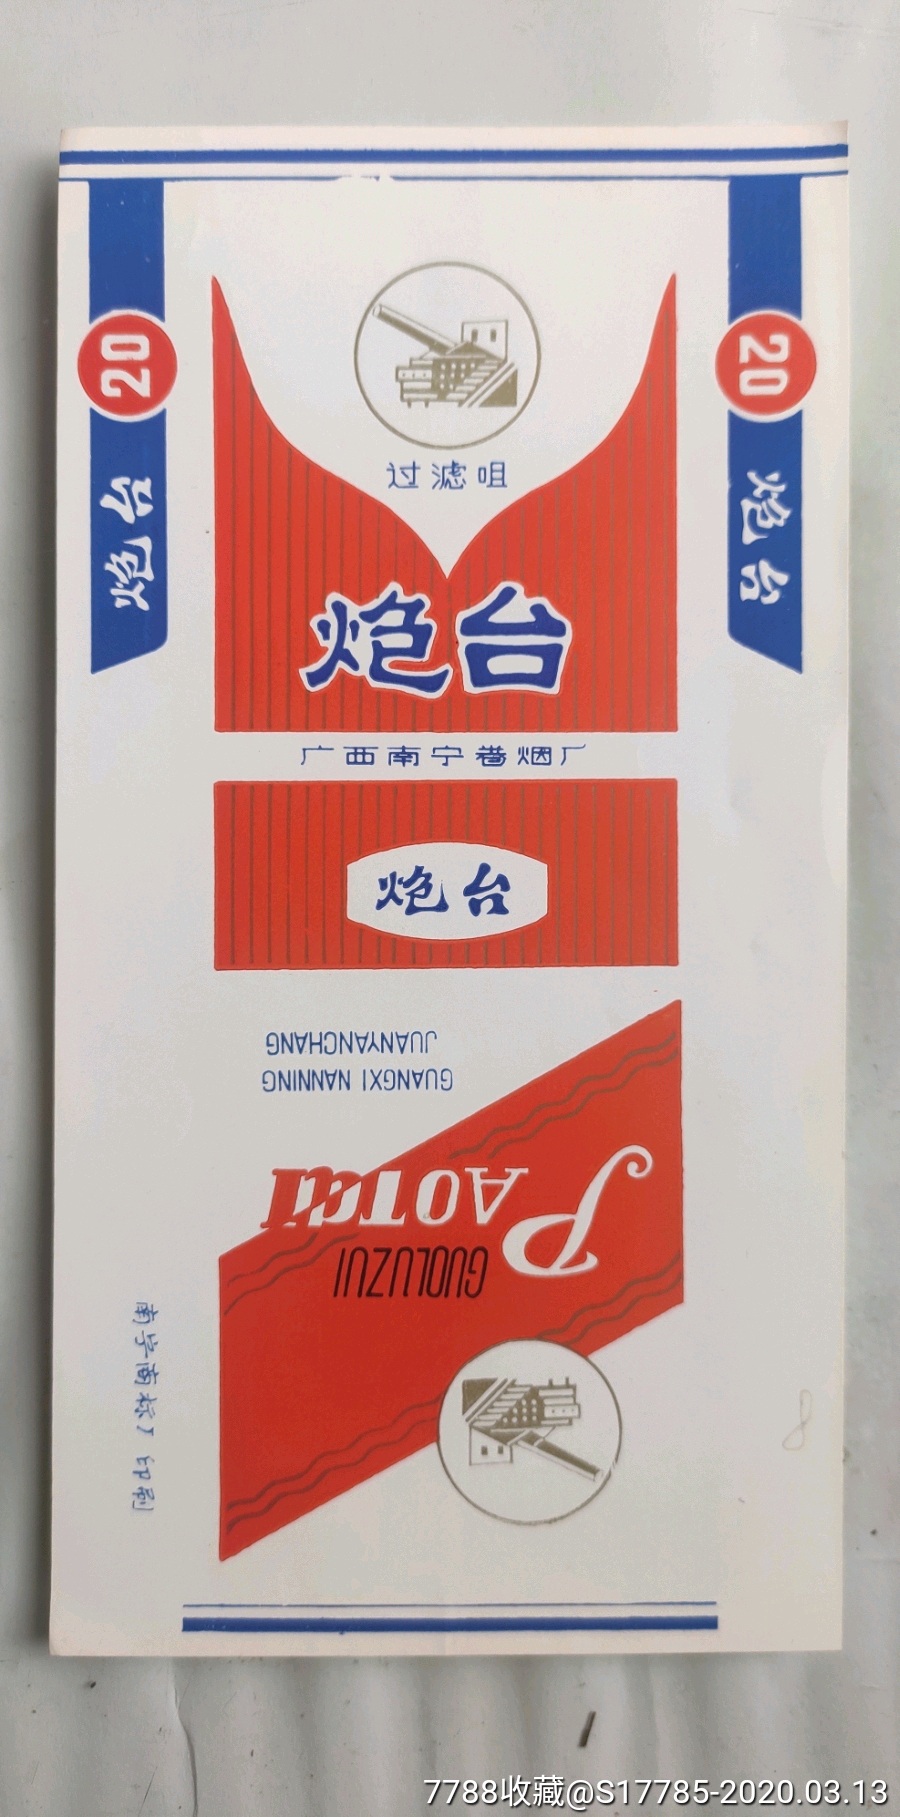 20
炮台
20
炮台
过滤咀
炮台
广西南宁卷烟厂
炮台
GUANGXI NANNING
JUANYANCHANG
PAOTAI
GUOLUZUI
南宁商标厂印刷
8
7788收藏@S17785-2020.03.13